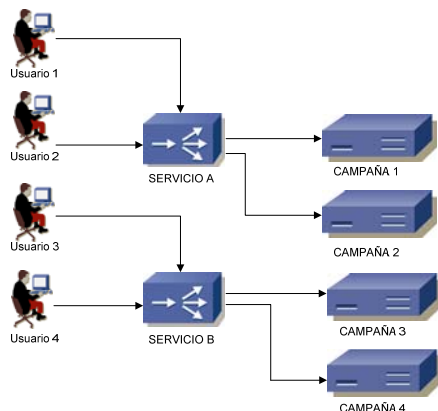 Usuario 1
Usuario 2
SERVICIO A
CAMPAÑA 1
CAMPAÑA 2
Usuario 3
Usuario 4
SERVICIO B
CAMPAÑA 3
CAMPAÑA 4